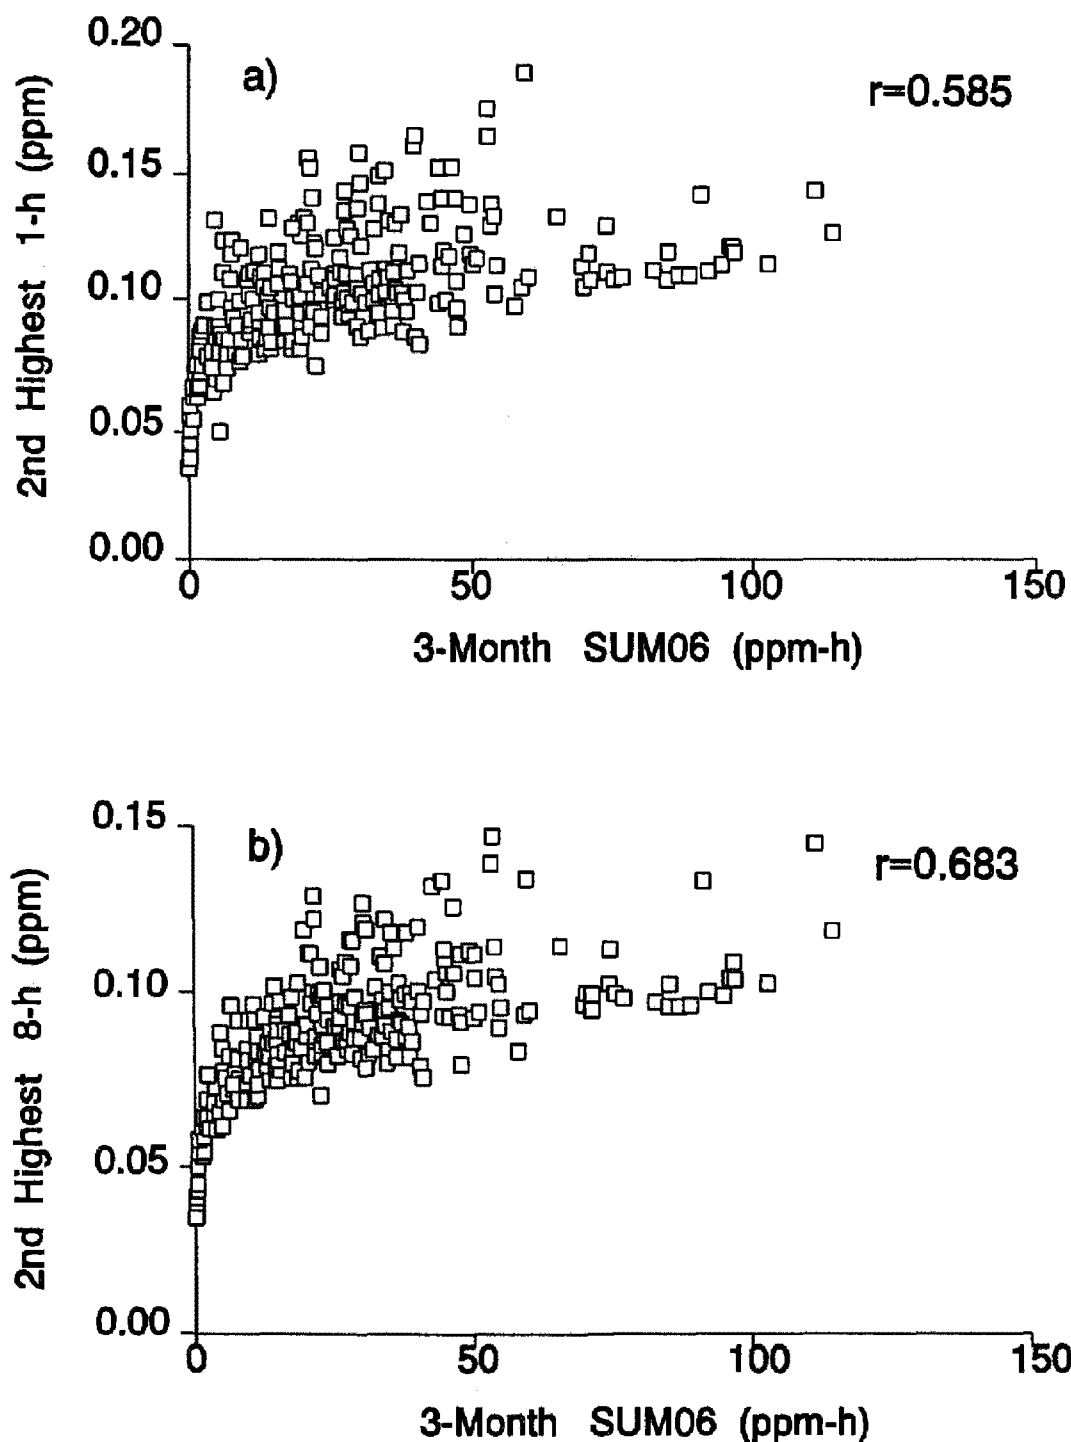 0.20
a)
r=0.585
0.15
0.10
0.05
0.00
2nd Highest 1-h (ppm)
0 50 100 150
3-Month SUM06 (ppm-h)
0.15
b)
r=0.683
0.10
0.05
0.00
2nd Highest 8-h (ppm)
0 50 100 150
3-Month SUM06 (ppm-h)